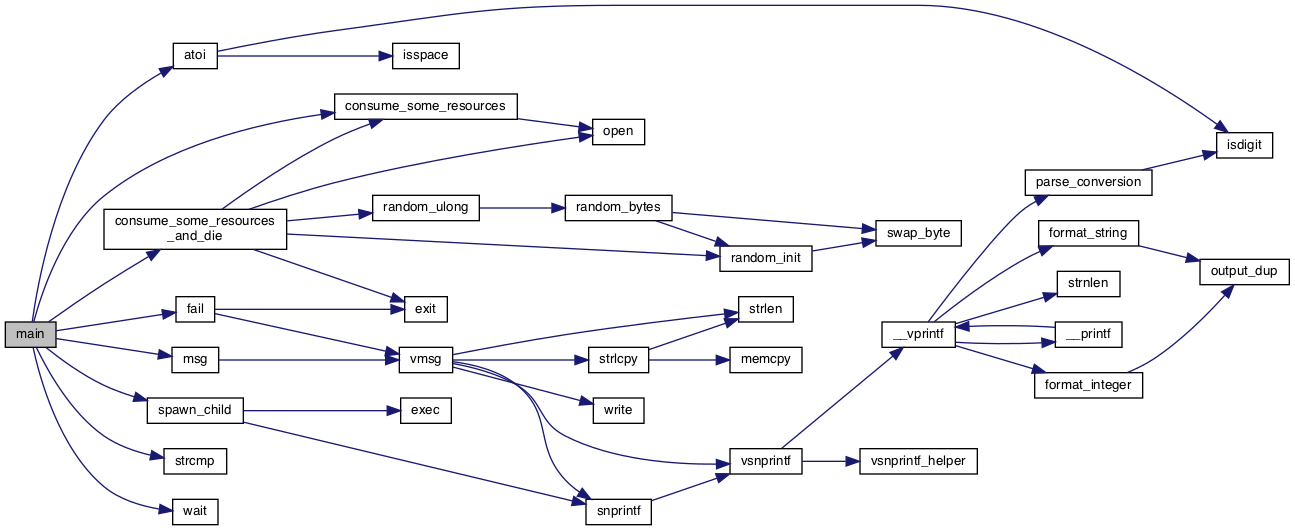 atoi
isspace
consume_some_resources
open
isdigit
parse_conversion
consume_some_resources
_and_die
random_ulong
random_bytes
swap_byte
format_string
random_init
output_dup
strnlen
main
fail
exit
strlen
__vprintf
__printf
msg
vmsg
strlcpy
memcpy
format_integer
spawn_child
exec
write
strcmp
vsnprintf
vsnprintf_helper
wait
snprintf